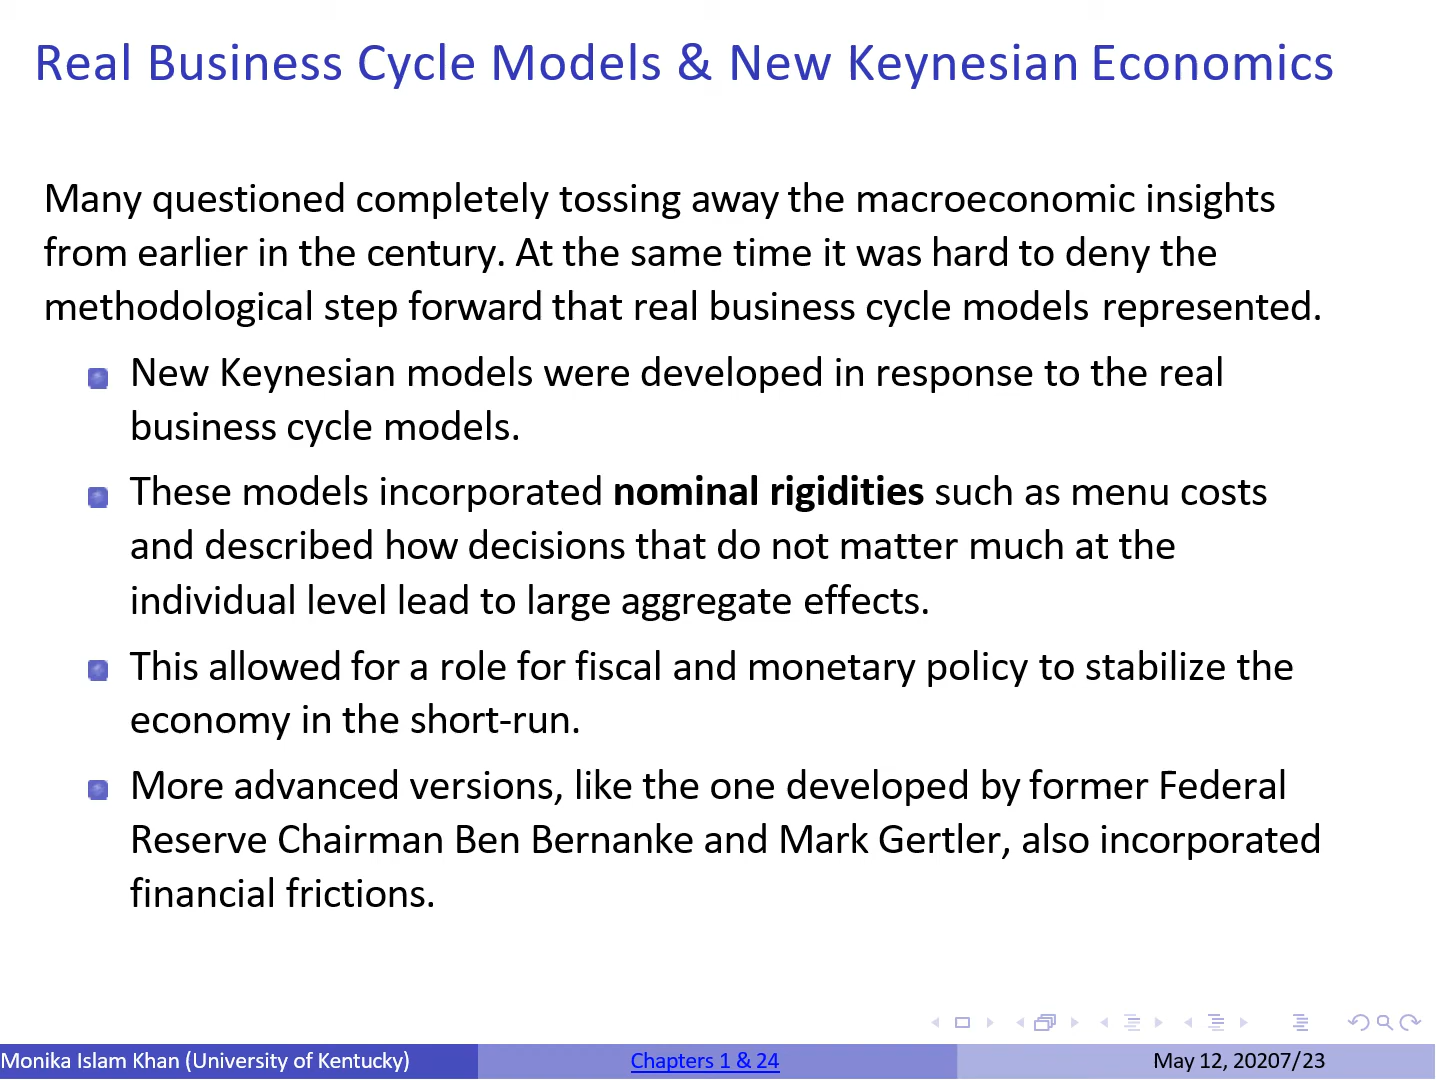 Real Business Cycle Models & New Keynesian Economics
Many questioned completely tossing away the macroeconomic insights
from earlier in the century. At the same time it was hard to deny the
methodological step forward that real business cycle models represented.
New Keynesian models were developed in response to the real
business cycle models.
These models incorporated nominal rigidities such as menu costs
and described how decisions that do not matter much at the
individual level lead to large aggregate effects.
This allowed for a role for fiscal and monetary policy to stabilize the
economy in the short-run.
More advanced versions, like the one developed by former Federal
Reserve Chairman Ben Bernanke and Mark Gertler, also incorporated
financial frictions.
Monika Islam Khan (University of Kentucky)
Chapters 1 & 24
May 12, 20207/23